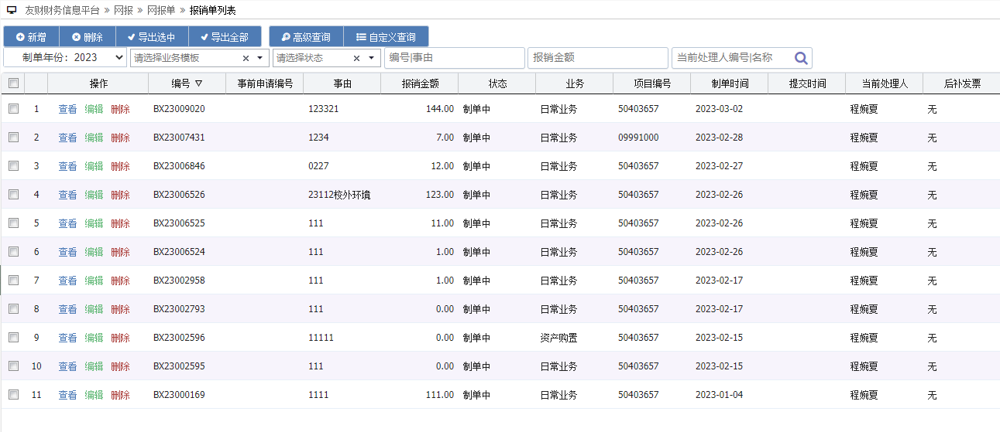 友财财务信息平台 » 网报 » 网报单 » 报销单列表
新增 删除 导出选中 导出全部 高级查询 自定义查询
制单年份：2023 请选择业务模板 请选择状态 编号|事由 报销金额 当前处理人编号|名称
操作 编号 ▽ 事前申请编号 事由 报销金额 状态 业务 项目编号 制单时间 提交时间 当前处理人 后补发票
1 查看 编辑 删除 BX23009020 123321 144.00 制单中 日常业务 50403657 2023-03-02 程婉夏 无
2 查看 编辑 删除 BX23007431 1234 7.00 制单中 日常业务 09991000 2023-02-28 程婉夏 无
3 查看 编辑 删除 BX23006846 0227 12.00 制单中 日常业务 50403657 2023-02-27 程婉夏 无
4 查看 编辑 删除 BX23006526 23112校外环境 123.00 制单中 日常业务 50403657 2023-02-26 程婉夏 无
5 查看 编辑 删除 BX23006525 111 11.00 制单中 日常业务 50403657 2023-02-26 程婉夏 无
6 查看 编辑 删除 BX23006524 111 1.00 制单中 日常业务 50403657 2023-02-26 程婉夏 无
7 查看 编辑 删除 BX23002958 111 1.00 制单中 日常业务 50403657 2023-02-17 程婉夏 无
8 查看 编辑 删除 BX23002793 111 0.00 制单中 日常业务 50403657 2023-02-17 程婉夏 无
9 查看 编辑 删除 BX23002596 11111 0.00 制单中 资产购置 50403657 2023-02-15 程婉夏 无
10 查看 编辑 删除 BX23002595 111 0.00 制单中 日常业务 50403657 2023-02-15 程婉夏 无
11 查看 编辑 删除 BX23000169 1111 111.00 制单中 日常业务 50403657 2023-01-04 程婉夏 无